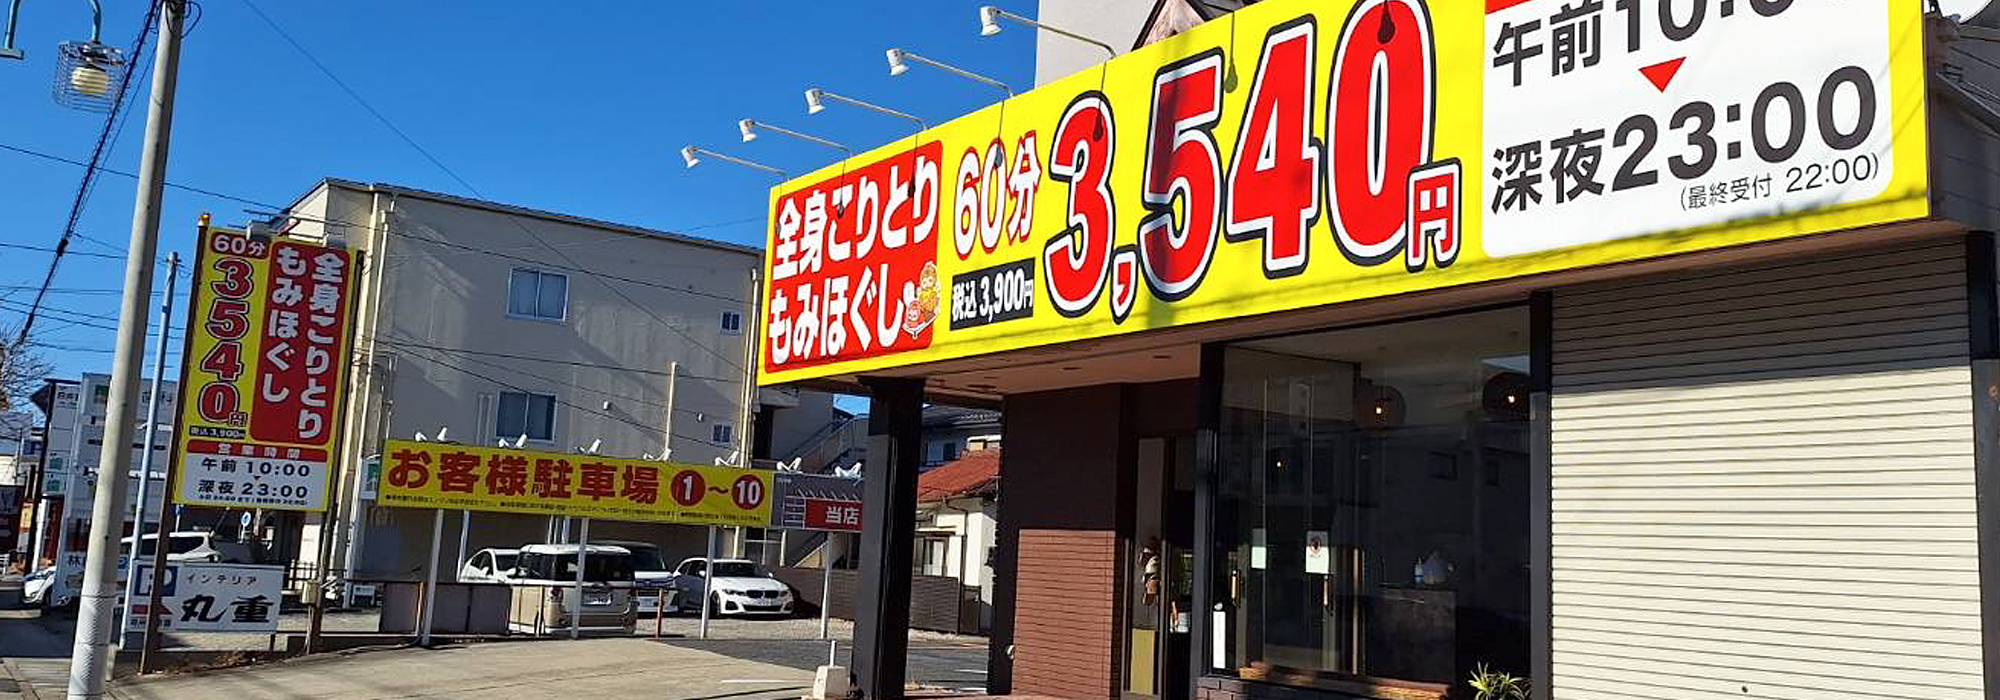 全身こりとり
もみほぐし
60分
税込 3,900円
3,540円
午前10:0
深夜23:00
(最終受付 22:00)
60分
3540円
税込 3,900円
全身こりとり
もみほぐし
営業時間
午前 10:00
深夜 23:00
お客様駐車場 1〜10
当店
P
インテリア
丸重
林